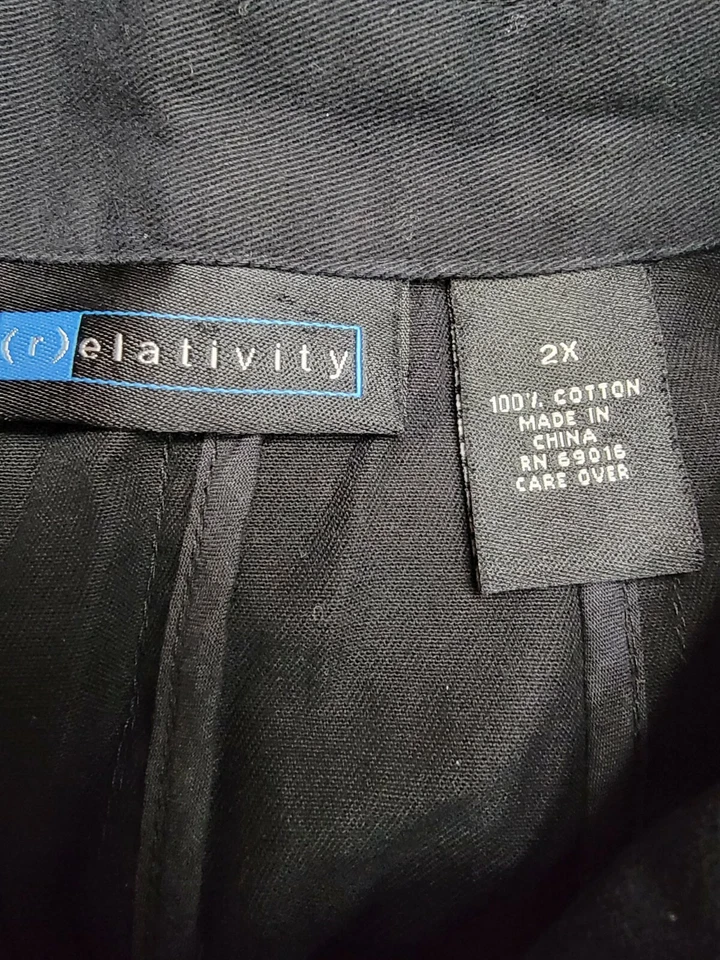 (r)elativity
2X
100% COTTON
MADE IN
CHINA
RN 69016
CARE OVER